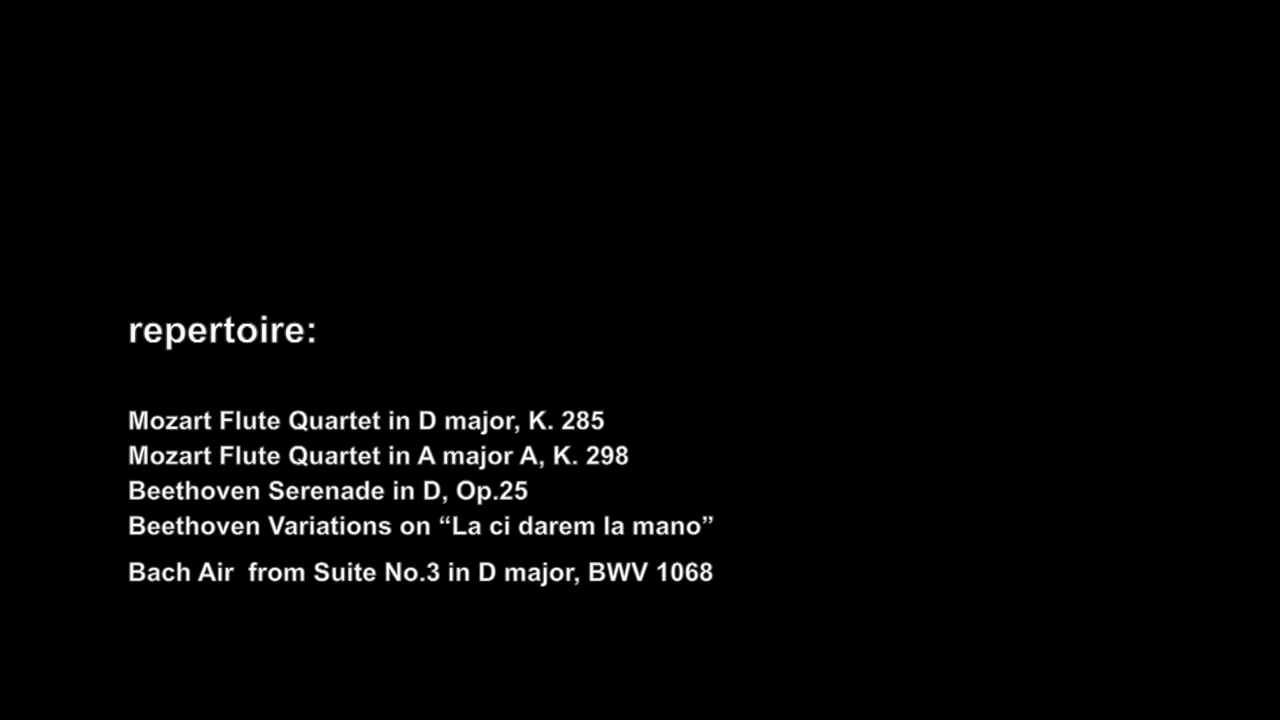 repertoire:
Mozart Flute Quartet in D major, K. 285
Mozart Flute Quartet in A major A, K. 298
Beethoven Serenade in D, Op.25
Beethoven Variations on “La ci darem la mano”
Bach Air  from Suite No.3 in D major, BWV 1068